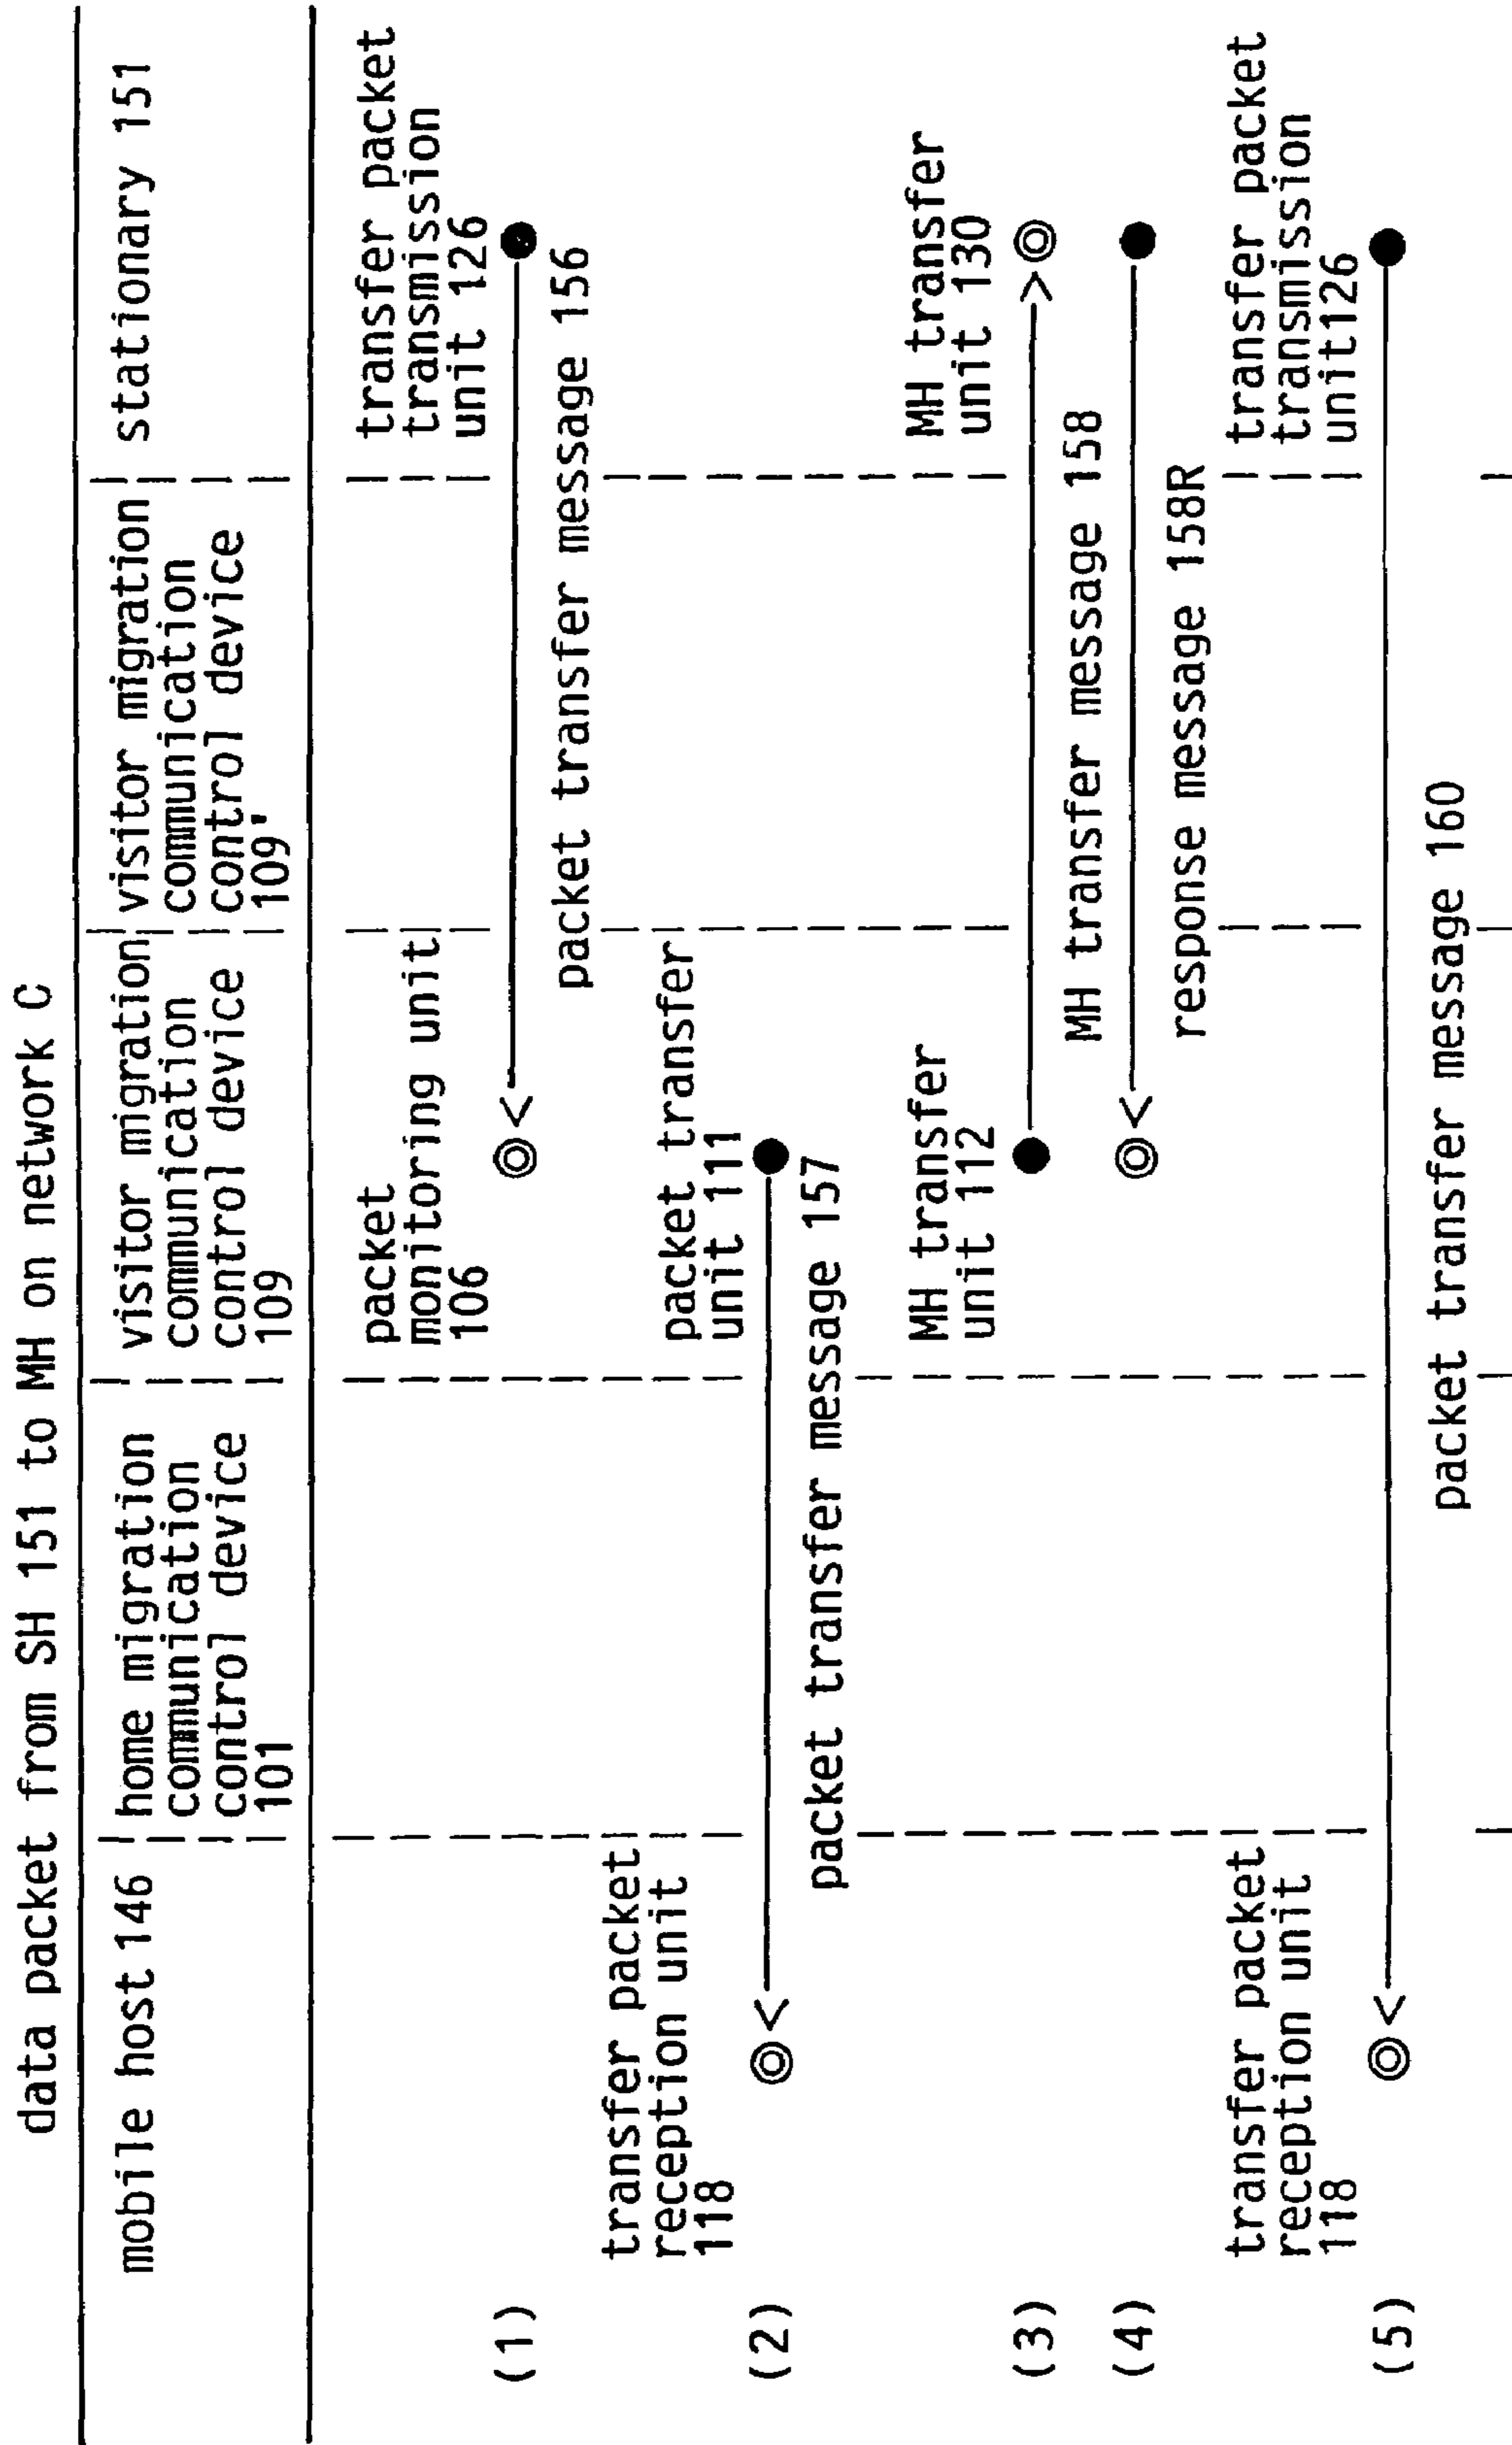 data packet from SH 151 to MH on network C
mobile host 146
home migration
communication
control device
101
visitor migration
communication
control device
109
visitor migration
communication
control device
109'
stationary 151
packet
monitoring unit
106
transfer packet
transmission
unit 126
(1)
packet transfer message 156
transfer packet
reception unit
118
packet transfer
unit 111
(2)
packet transfer message 157
MH transfer
unit 112
MH transfer
unit 130
(3)
MH transfer message 158
(4)
response message 158R
transfer packet
reception unit
118
transfer packet
transmission
unit126
(5)
packet transfer message 160